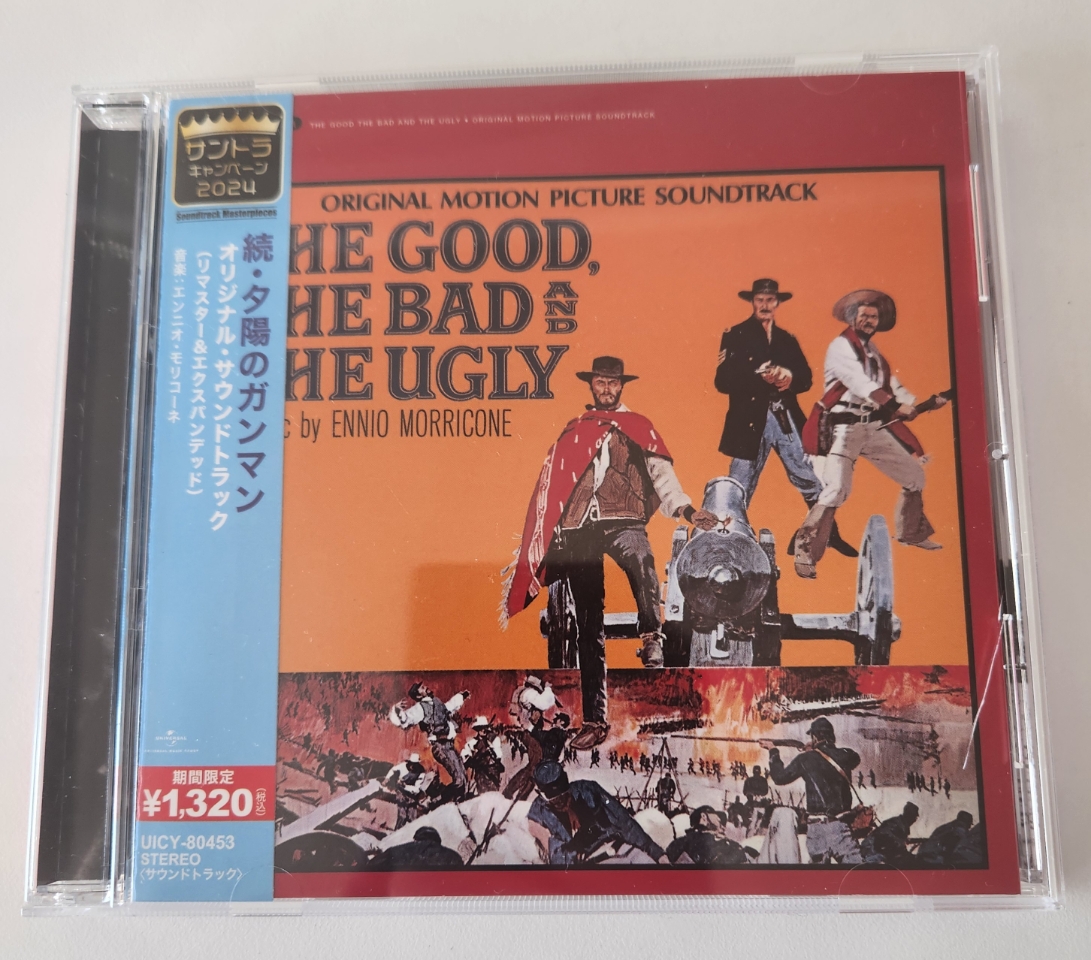 サントラ
キャンペーン
2024
Soundtrack Masterpieces
続・夕陽のガンマン
オリジナル・サウンドトラック
(リマスター&エクスパンデッド)
音楽:エンニオ・モリコーネ
UNIVERSAL
期間限定
¥1,320(税込)
UICY-80453
STEREO
〈サウンドトラック〉
THE GOOD THE BAD AND THE UGLY • ORIGINAL MOTION PICTURE SOUNDTRACK
ORIGINAL MOTION PICTURE SOUNDTRACK
HE GOOD,
HE BAD AND
HE UGLY
c by ENNIO MORRICONE